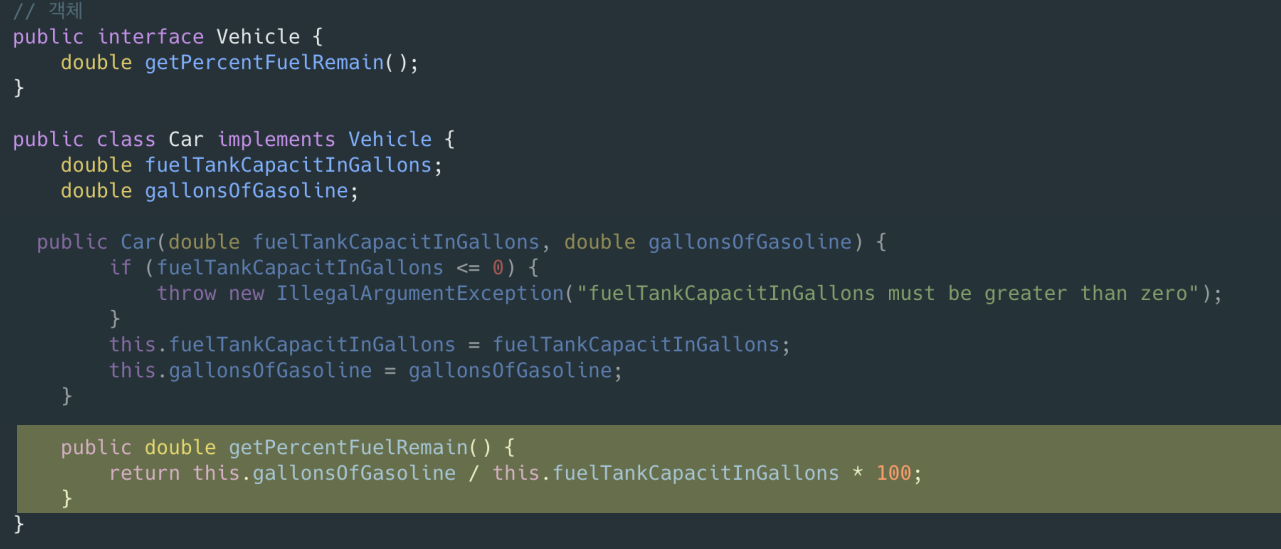 // 객체
public interface Vehicle {
    double getPercentFuelRemain();
}
public class Car implements Vehicle {
    double fuelTankCapacitInGallons;
    double gallonsOfGasoline;
  public Car(double fuelTankCapacitInGallons, double gallonsOfGasoline) {
        if (fuelTankCapacitInGallons <= 0) {
            throw new IllegalArgumentException("fuelTankCapacitInGallons must be greater than zero");
        }
        this.fuelTankCapacitInGallons = fuelTankCapacitInGallons;
        this.gallonsOfGasoline = gallonsOfGasoline;
    }
    public double getPercentFuelRemain() {
        return this.gallonsOfGasoline / this.fuelTankCapacitInGallons * 100;
    }
}